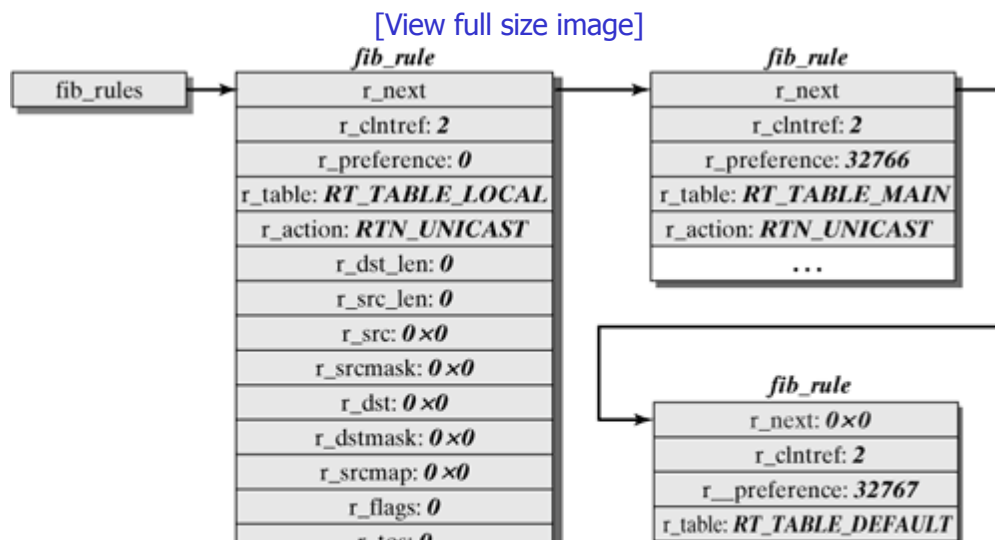 [View full size image]
fib_rules
fib_rule
r_next
r_clntref: 2
r_preference: 0
r_table: RT_TABLE_LOCAL
r_action: RTN_UNICAST
r_dst_len: 0
r_src_len: 0
r_src: 0×0
r_srcmask: 0×0
r_dst: 0×0
r_dstmask: 0×0
r_srcmap: 0×0
r_flags: 0
r_tos: 0
fib_rule
r_next
r_clntref: 2
r_preference: 32766
r_table: RT_TABLE_MAIN
r_action: RTN_UNICAST
...
fib_rule
r_next: 0×0
r_clntref: 2
r__preference: 32767
r_table: RT_TABLE_DEFAULT